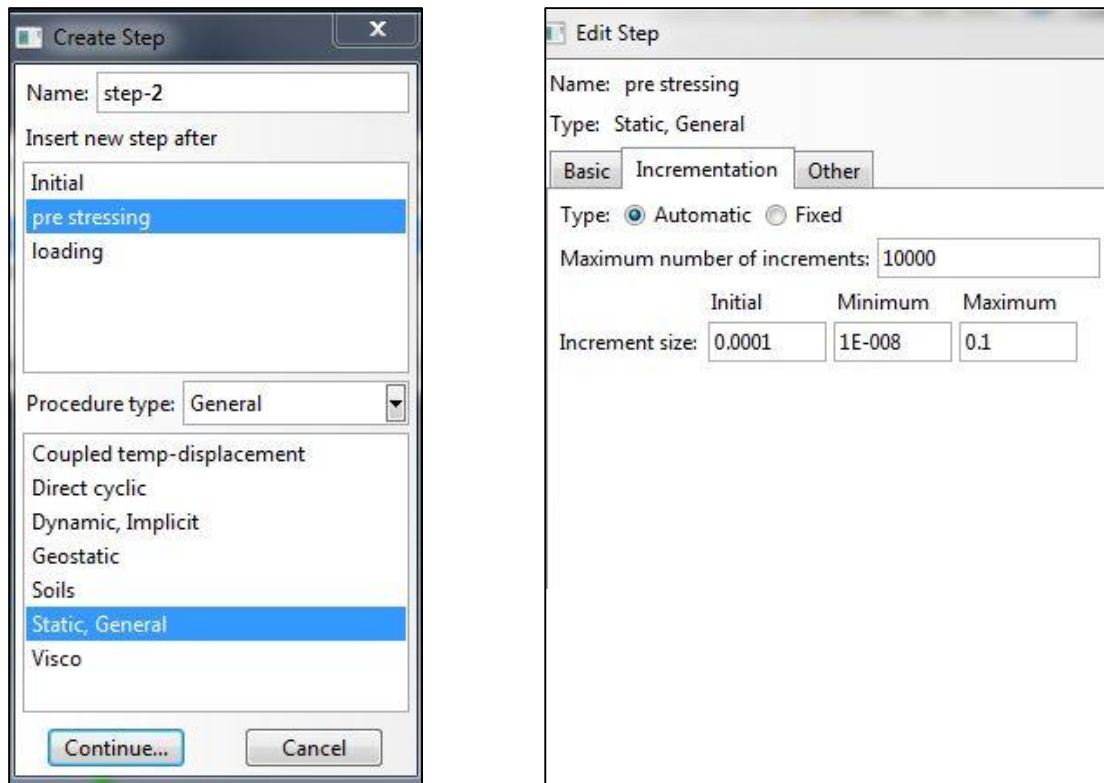 Create Step
X
Name: step-2
Insert new step after
Initial
pre stressing
loading
Procedure type: General
Coupled temp-displacement
Direct cyclic
Dynamic, Implicit
Geostatic
Soils
Static, General
Visco
Continue... Cancel
Edit Step
Name: pre stressing
Type: Static, General
Basic Incrementation Other
Type: Automatic Fixed
Maximum number of increments: 10000
Initial Minimum Maximum
Increment size: 0.0001 1E-008 0.1